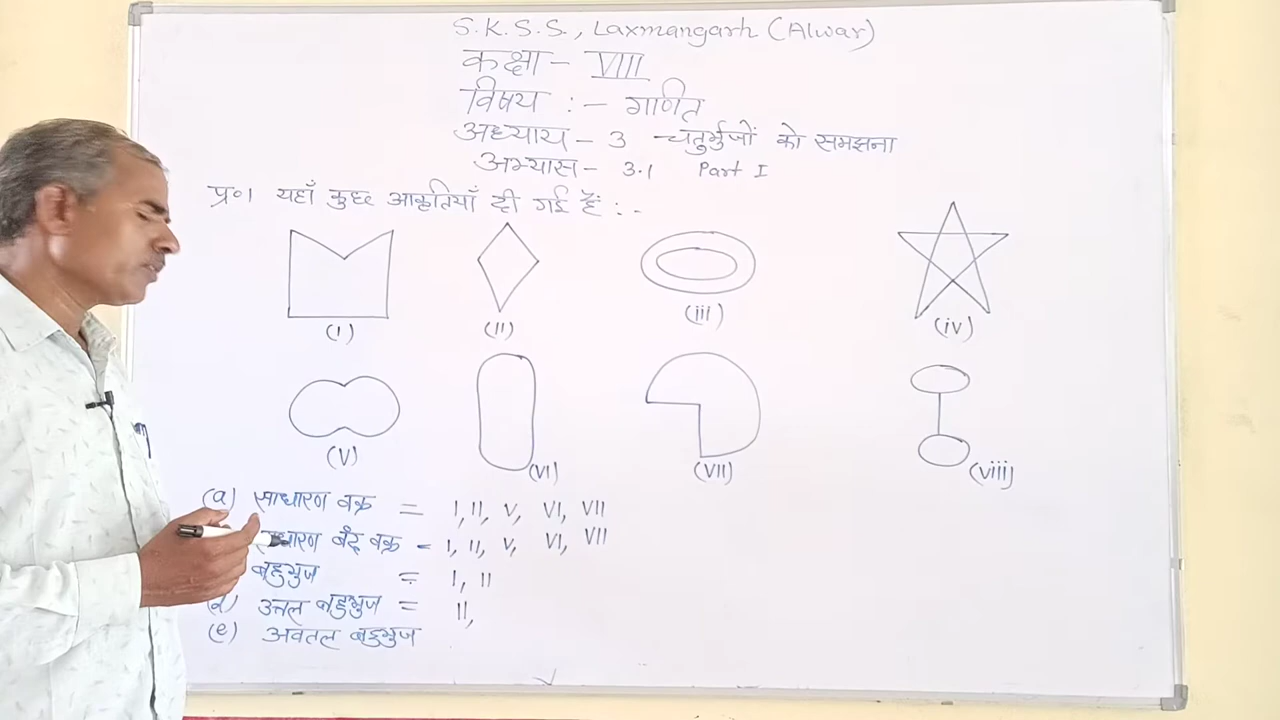 S.K.S.S., Laxmangarh (Alwar)
कक्षा - VIII
विषय :- गणित
अध्याय - 3 चतुर्भुजों को समझना
अभ्यास - 3.1 Part I
प्र०1 यहाँ कुछ आकृतियाँ दी गई हैं :-
(I) (II) (iii) (iv)
(V) (VI) (VII) (viii)
(a) साधारण वक्र = I, II, V, VI, VII
साधारण बंद वक्र = I, II, V, VI, VII
बहुभुज = I, II
(d) उत्तल बहुभुज = II,
(e) अवतल बहुभुज